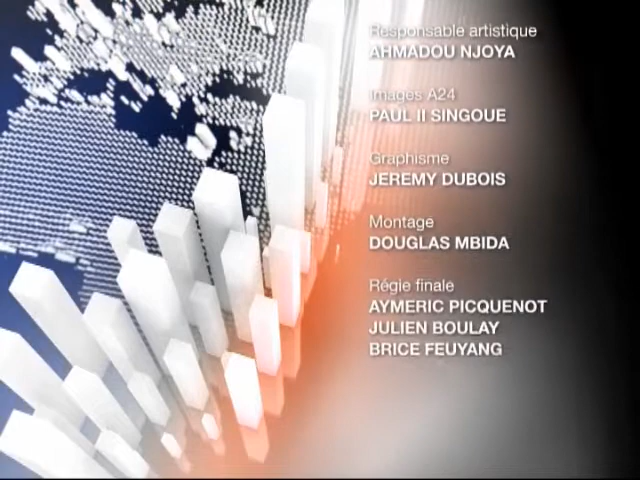 Responsable artistique
AHMADOU NJOYA
Images A24
PAUL II SINGOUE
Graphisme
JEREMY DUBOIS
Montage
DOUGLAS MBIDA
Régie finale
AYMERIC PICQUENOT
JULIEN BOULAY
BRICE FEUYANG